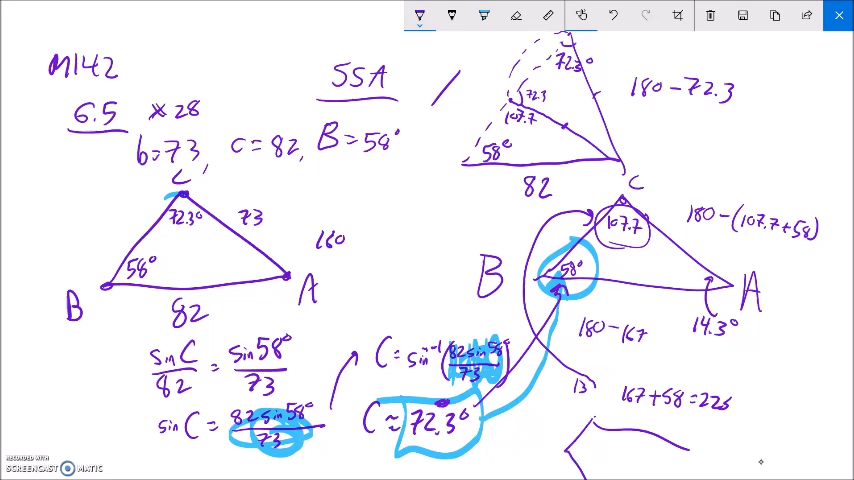 M142
SSA
6.5 *28
b=73, c=82, B=58°
72.3°
72.3
107.7
58°
82
180-72.3
C
72.3°
73
58°
B
82
A
160
C
107.7
B
58°
A
14.3°
180-(107.7+58)
180-167
13
167+58=225
sin C / 82 = sin 58° / 73
sin C = 82 sin 58° / 73
C = sin⁻¹(82 sin 58° / 73)
C ≈ 72.3°
RECORDED WITH
SCREENCAST MATIC